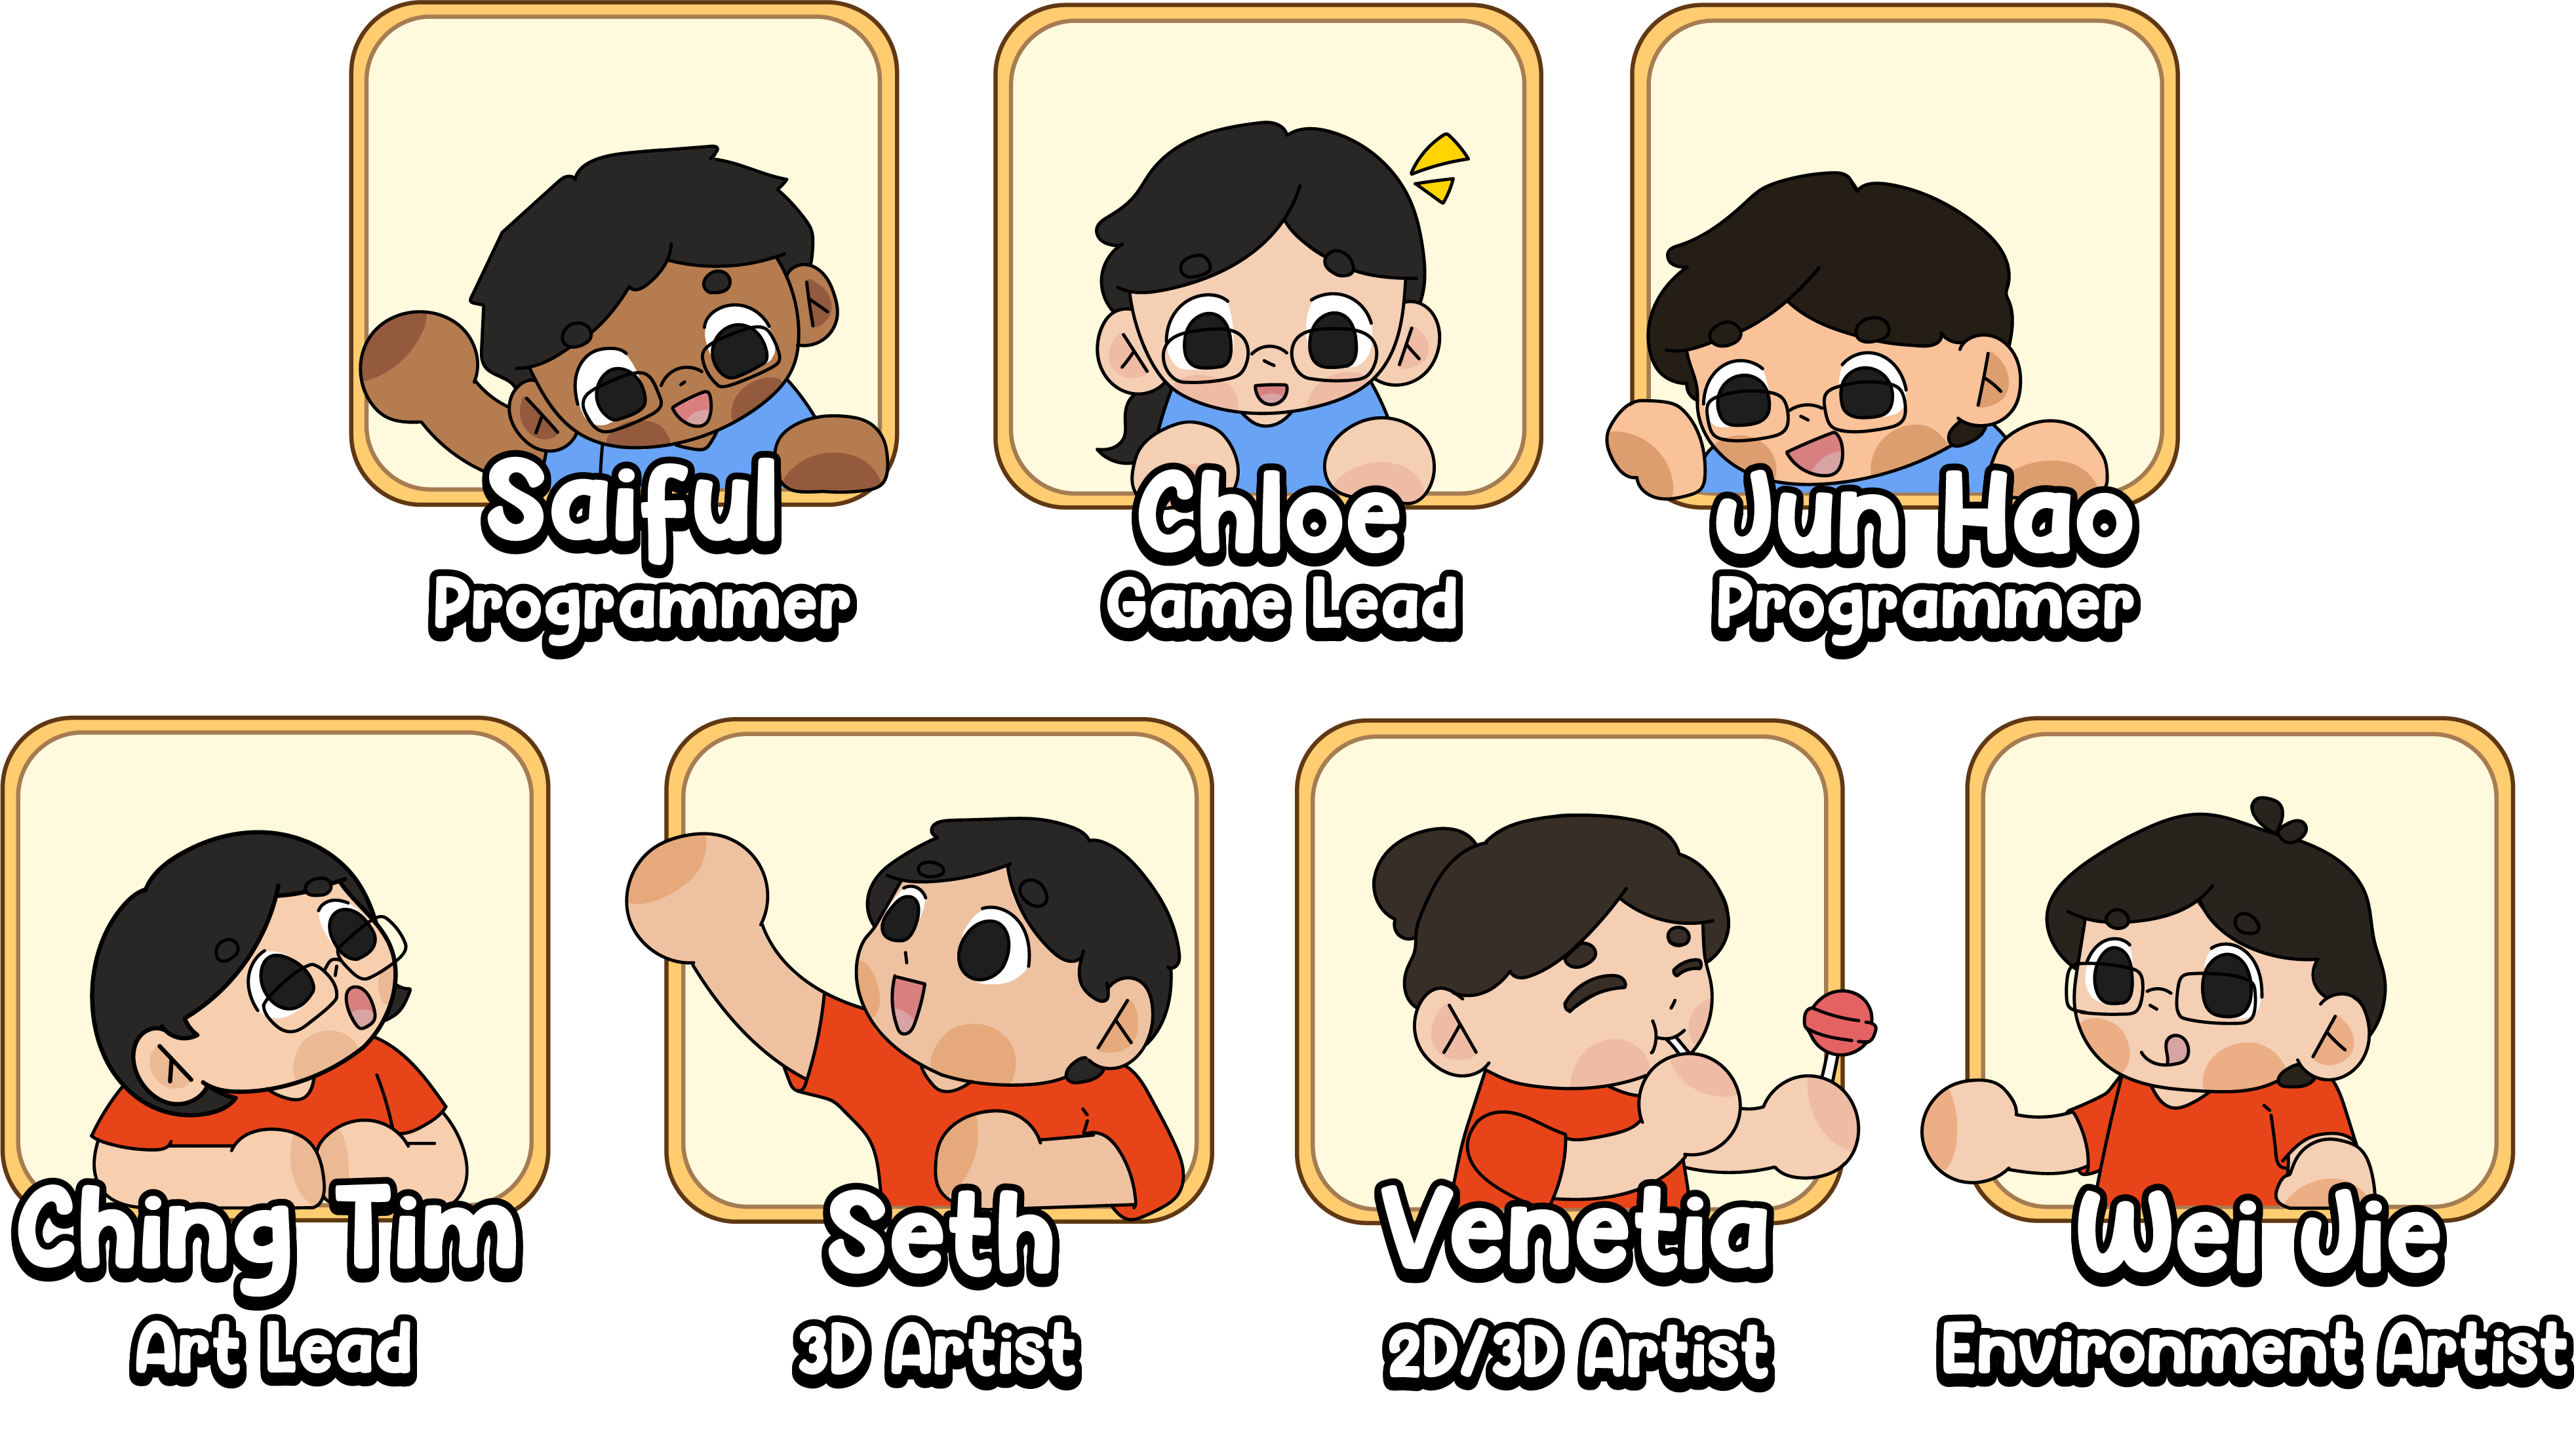 Saiful
Programmer
Chloe
Game Lead
Jun Hao
Programmer
Ching Tim
Art Lead
Seth
3D Artist
Venetia
2D/3D Artist
Wei Jie
Environment Artist